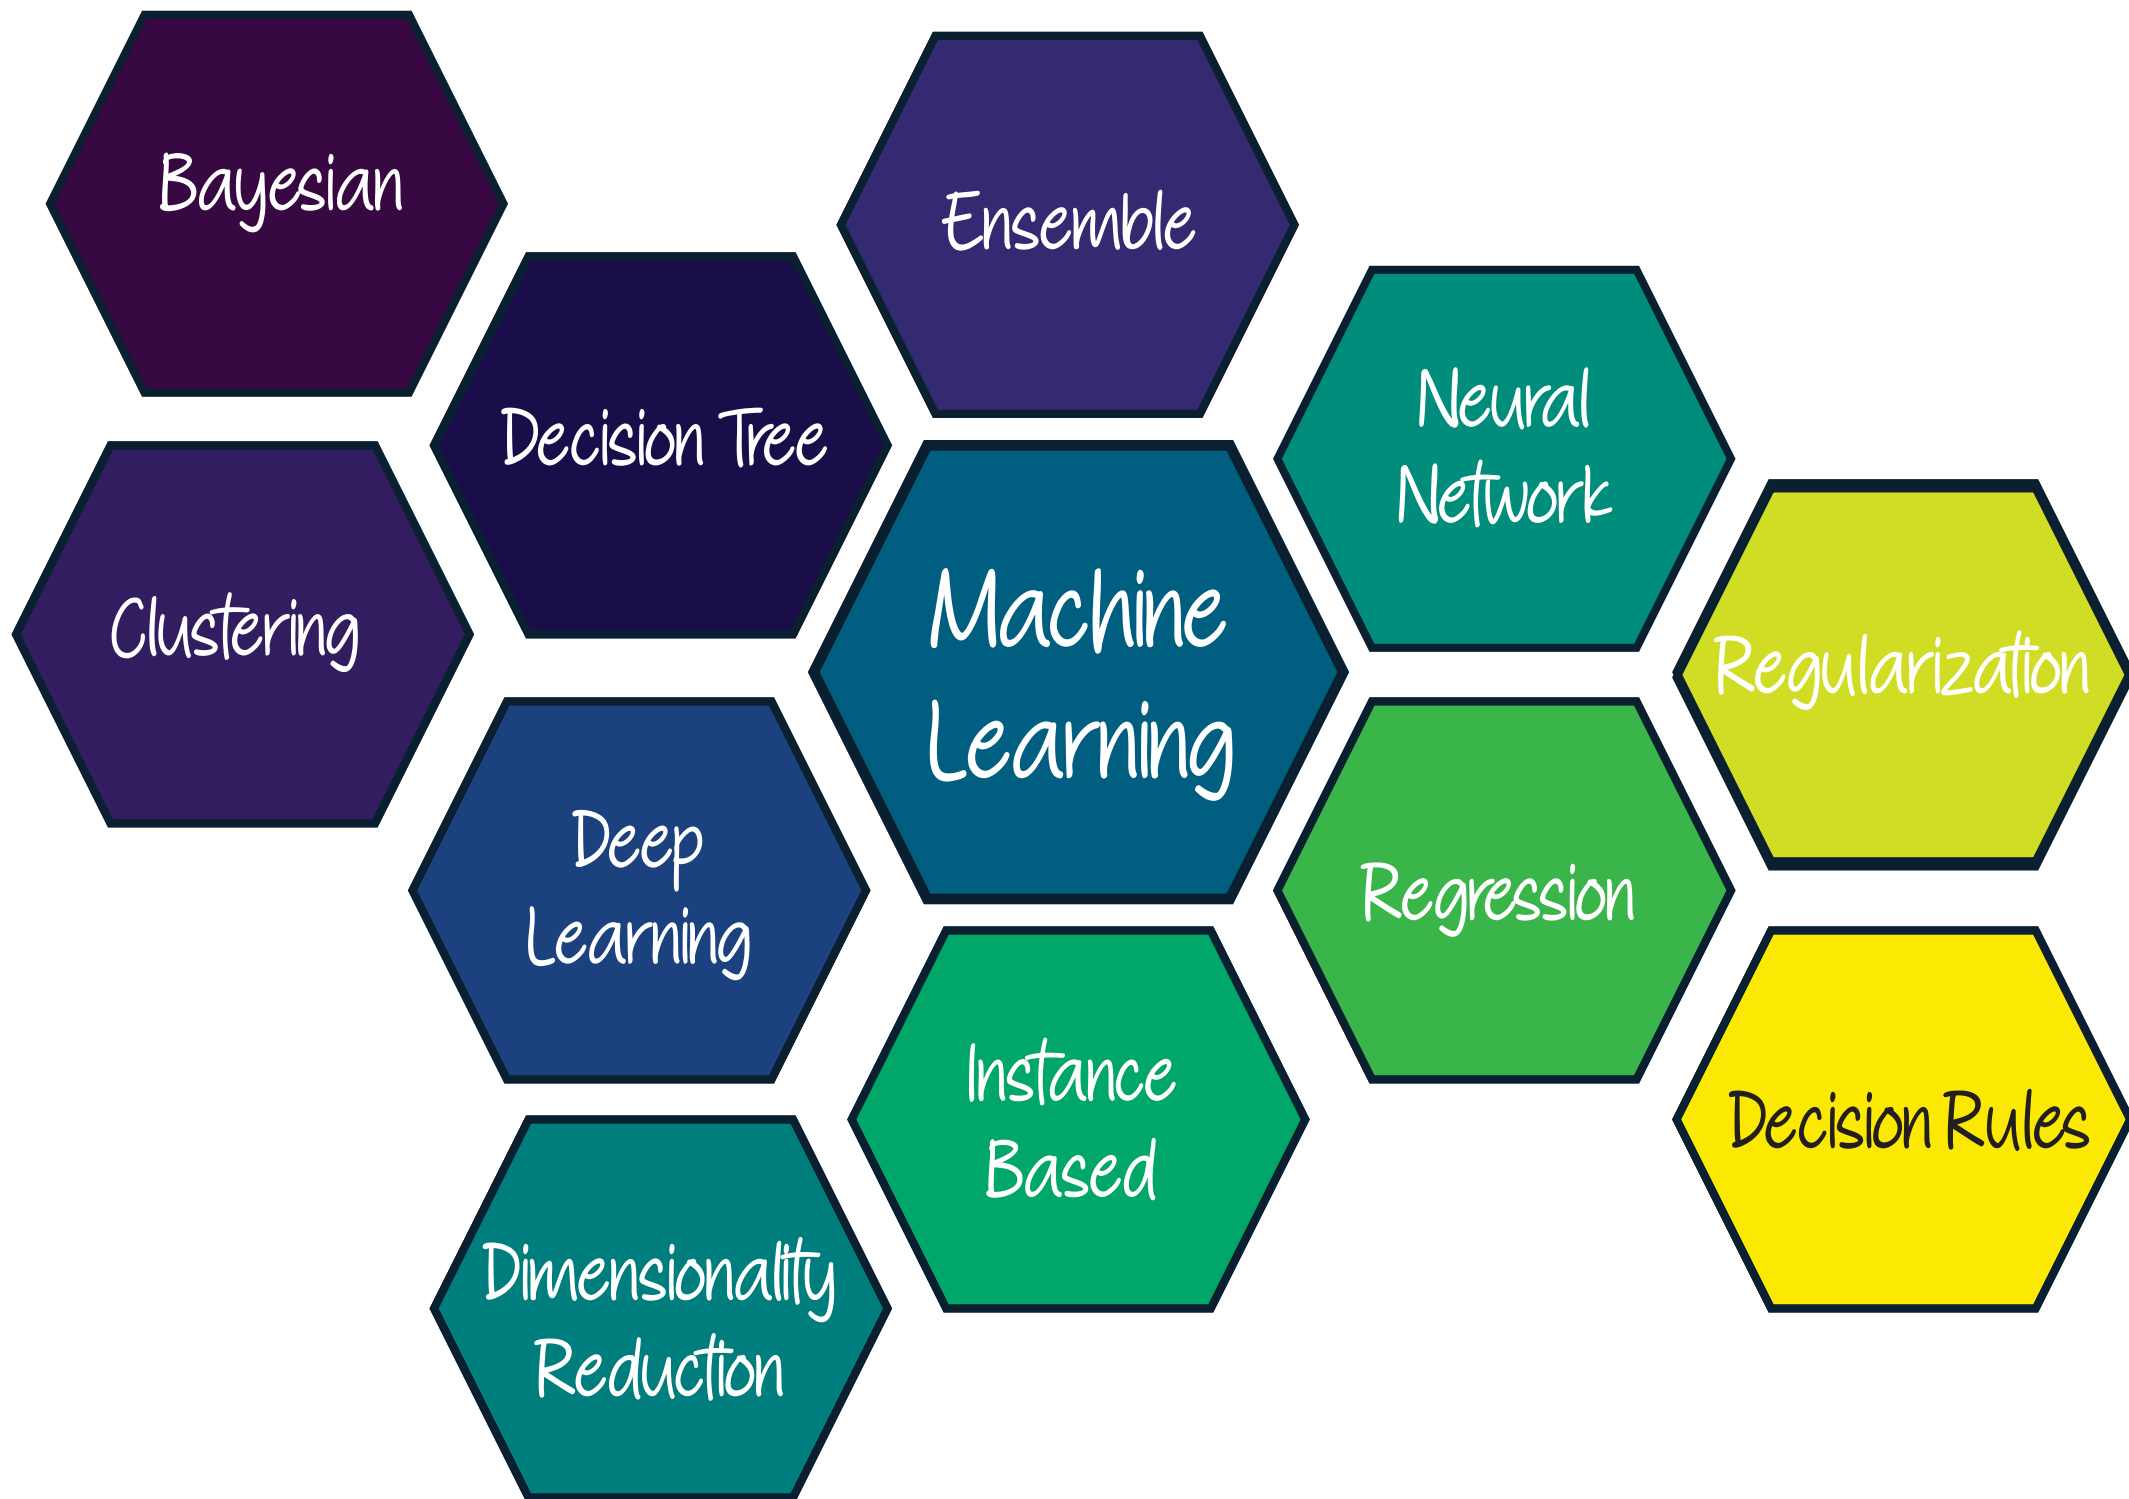 Bayesian
Ensemble
Decision Tree
Neural
Network
Clustering
Machine
Learning
Regularization
Deep
Learning
Regression
Instance
Based
Decision Rules
Dimensionality
Reduction